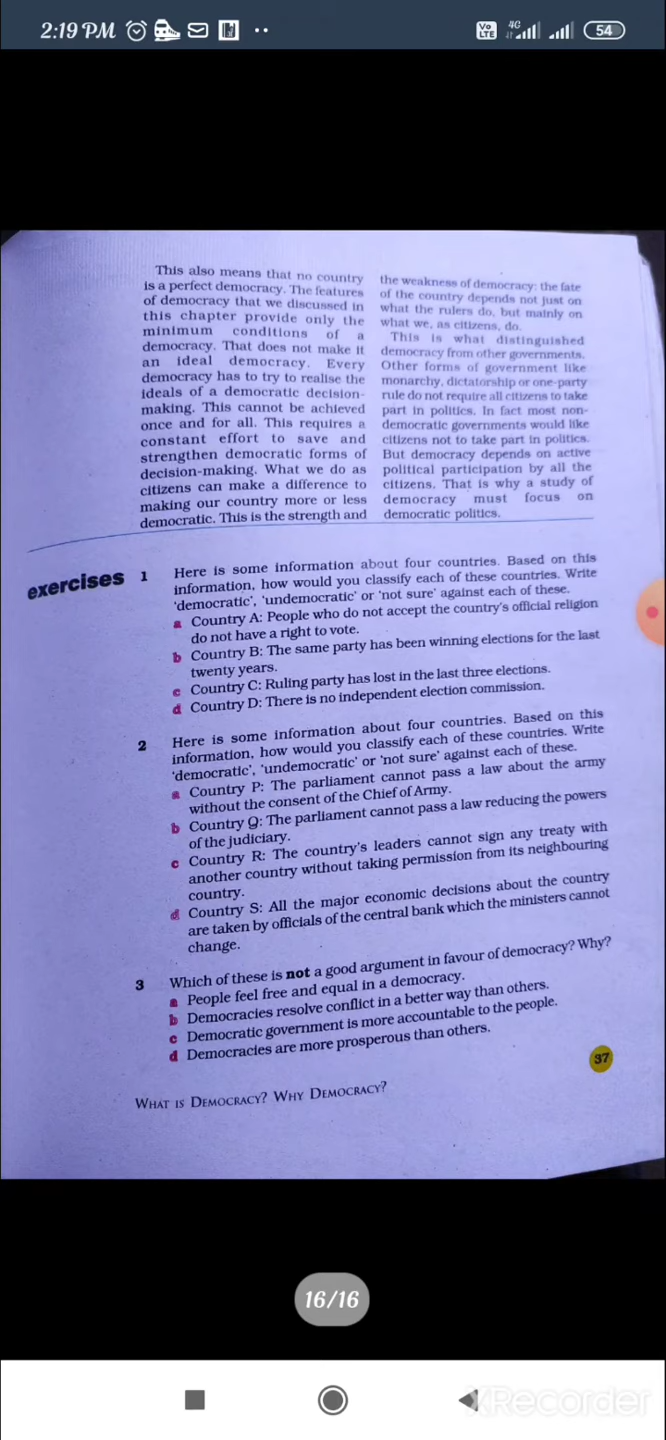 2:19 PM
Vo LTE 4G 54
This also means that no country
is a perfect democracy. The features
of democracy that we discussed in
this chapter provide only the
minimum conditions of a
democracy. That does not make it
an ideal democracy. Every
democracy has to try to realise the
ideals of a democratic decision-
making. This cannot be achieved
once and for all. This requires a
constant effort to save and
strengthen democratic forms of
decision-making. What we do as
citizens can make a difference to
making our country more or less
democratic. This is the strength and
the weakness of democracy: the fate
of the country depends not just on
what the rulers do, but mainly on
what we, as citizens, do.
This is what distinguished
democracy from other governments.
Other forms of government like
monarchy, dictatorship or one-party
rule do not require all citizens to take
part in politics. In fact most non-
democratic governments would like
citizens not to take part in politics.
But democracy depends on active
political participation by all the
citizens. That is why a study of
democracy must focus on
democratic politics.
exercises
1 Here is some information about four countries. Based on this
information, how would you classify each of these countries. Write
'democratic', 'undemocratic' or 'not sure' against each of these.
a Country A: People who do not accept the country's official religion
do not have a right to vote.
b Country B: The same party has been winning elections for the last
twenty years.
c Country C: Ruling party has lost in the last three elections.
d Country D: There is no independent election commission.
2 Here is some information about four countries. Based on this
information, how would you classify each of these countries. Write
'democratic', 'undemocratic' or 'not sure' against each of these.
a Country P: The parliament cannot pass a law about the army
without the consent of the Chief of Army.
b Country Q: The parliament cannot pass a law reducing the powers
of the judiciary.
c Country R: The country's leaders cannot sign any treaty with
another country without taking permission from its neighbouring
country.
d Country S: All the major economic decisions about the country
are taken by officials of the central bank which the ministers cannot
change.
3 Which of these is not a good argument in favour of democracy? Why?
a People feel free and equal in a democracy.
b Democracies resolve conflict in a better way than others.
c Democratic government is more accountable to the people.
d Democracies are more prosperous than others.
37
WHAT IS DEMOCRACY? WHY DEMOCRACY?
16/16
XRecorder